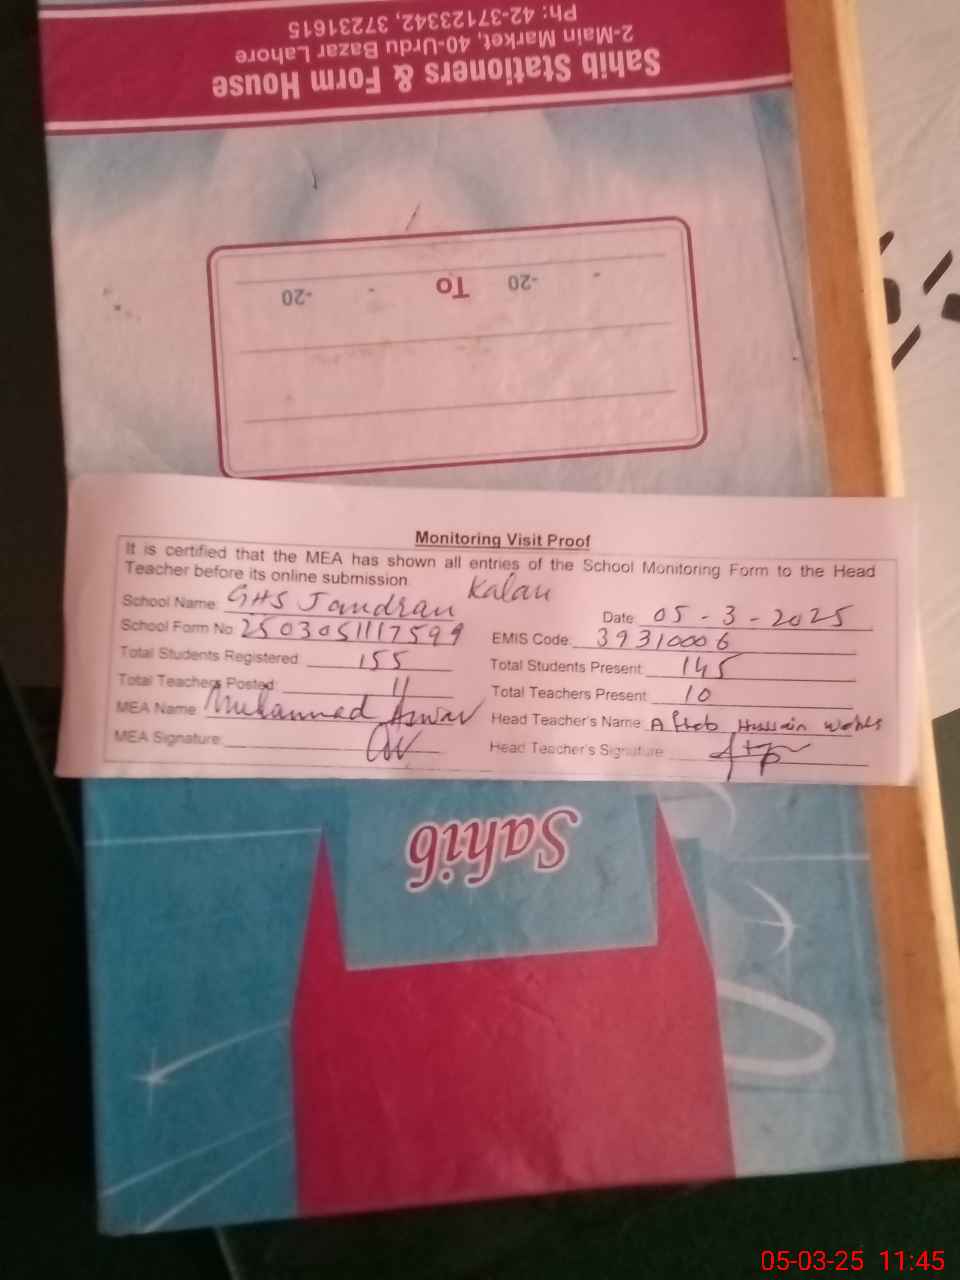 Sahib Stationers & Form House
2-Main Market, 40-Urdu Bazar Lahore
Ph: 42-37123342, 37231615
-20 To -20
Monitoring Visit Proof
It is certified that the MEA has shown all entries of the School Monitoring Form to the Head
Teacher before its online submission
School Name: GHS Jandran Kalan
Date: 05-3-2025
School Form No 2503051117599
EMIS Code: 39310006
Total Students Registered: 155
Total Students Present: 145
Total Teachers Posted: 11
Total Teachers Present 10
MEA Name: Muhammad Anwar
Head Teacher's Name: Aftab Hussain
MEA Signature:
Head Teacher's Signature:
Sahib
05-03-25 11:45